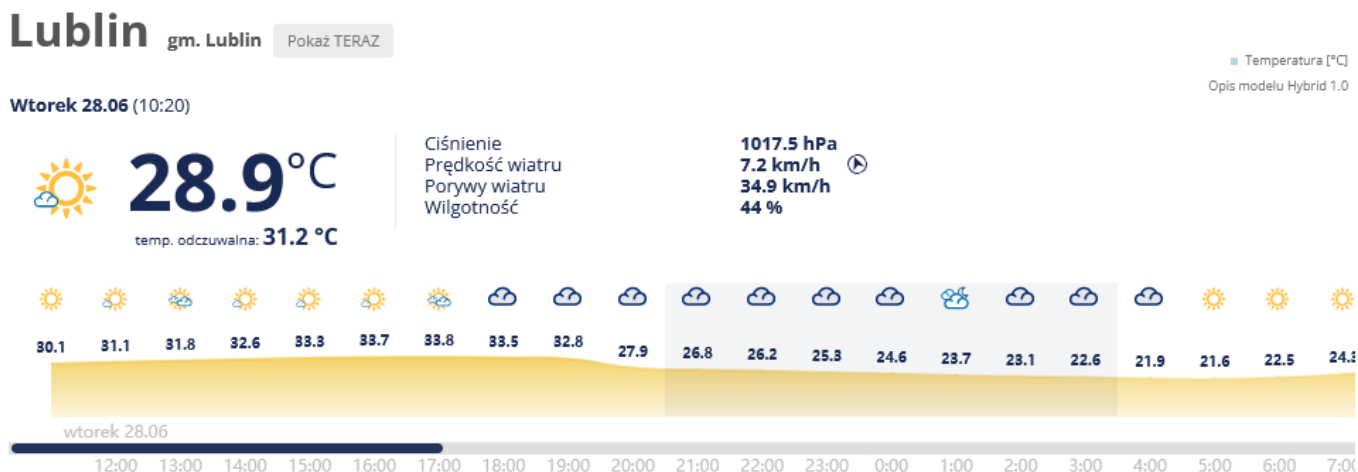 Lublin gm. Lublin Pokaż TERAZ
Temperatura [°C]
Opis modelu Hybrid 1.0
Wtorek 28.06 (10:20)
28.9°C
temp. odczuwalna: 31.2 °C
Ciśnienie 1017.5 hPa
Prędkość wiatru 7.2 km/h
Porywy wiatru 34.9 km/h
Wilgotność 44 %
30.1 31.1 31.8 32.6 33.3 33.7 33.8 33.5 32.8 27.9 26.8 26.2 25.3 24.6 23.7 23.1 22.6 21.9 21.6 22.5 24.3
wtorek 28.06
12:00 13:00 14:00 15:00 16:00 17:00 18:00 19:00 20:00 21:00 22:00 23:00 0:00 1:00 2:00 3:00 4:00 5:00 6:00 7:00